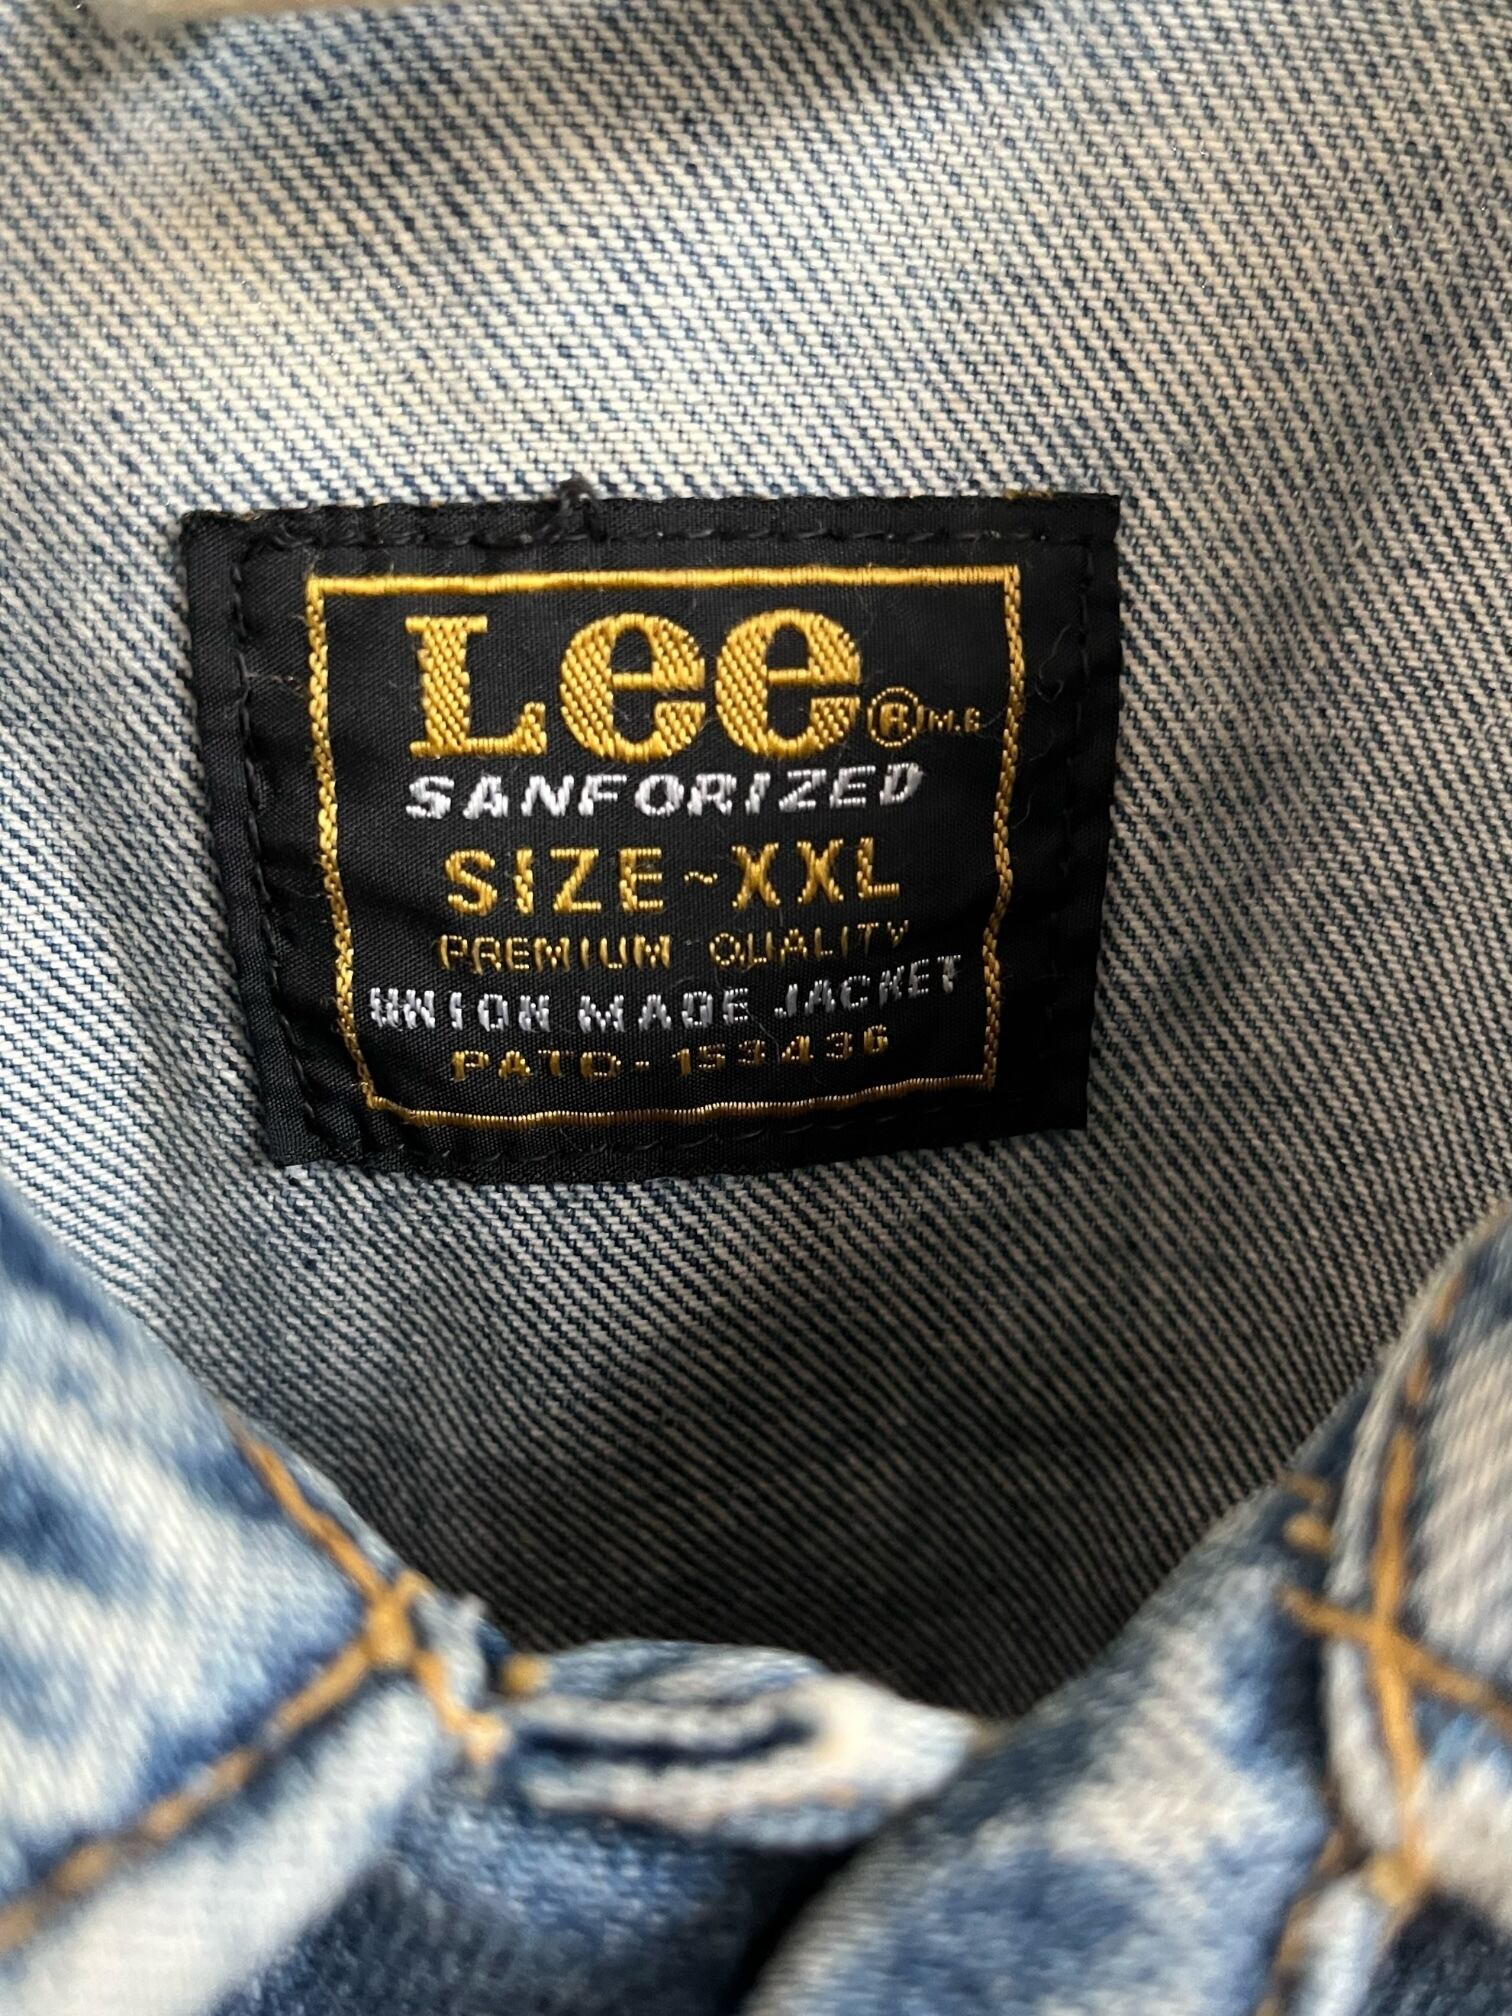 Lee ® M.R.
SANFORIZED
SIZE ~ XXL
PREMIUM QUALITY
UNION MADE JACKET
PATD - 153438